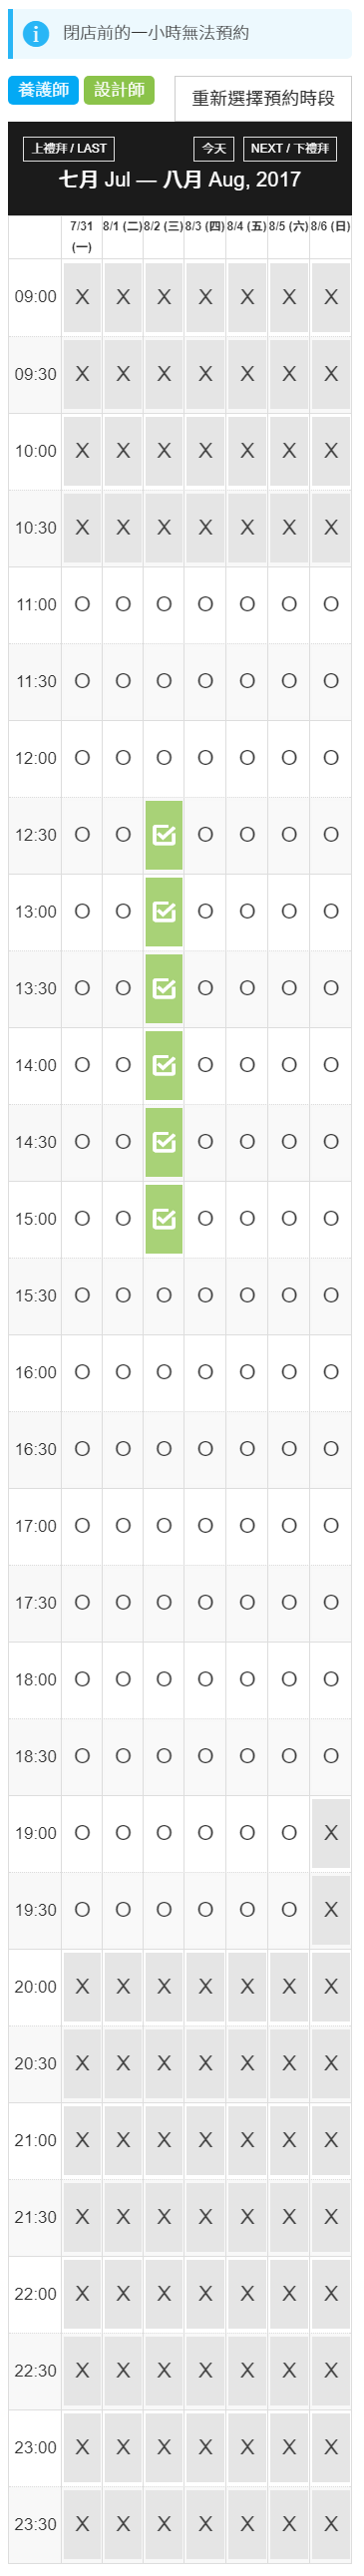 閉店前的一小時無法預約
養護師 設計師 重新選擇預約時段
上禮拜 / LAST 今天 NEXT / 下禮拜
七月 Jul — 八月 Aug, 2017
7/31 (一) 8/1 (二) 8/2 (三) 8/3 (四) 8/4 (五) 8/5 (六) 8/6 (日)
09:00 X X X X X X X
09:30 X X X X X X X
10:00 X X X X X X X
10:30 X X X X X X X
11:00 O O O O O O O
11:30 O O O O O O O
12:00 O O O O O O O
12:30 O O O O O O
13:00 O O O O O O
13:30 O O O O O O
14:00 O O O O O O
14:30 O O O O O O
15:00 O O O O O O
15:30 O O O O O O O
16:00 O O O O O O O
16:30 O O O O O O O
17:00 O O O O O O O
17:30 O O O O O O O
18:00 O O O O O O O
18:30 O O O O O O O
19:00 O O O O O O X
19:30 O O O O O O X
20:00 X X X X X X X
20:30 X X X X X X X
21:00 X X X X X X X
21:30 X X X X X X X
22:00 X X X X X X X
22:30 X X X X X X X
23:00 X X X X X X X
23:30 X X X X X X X